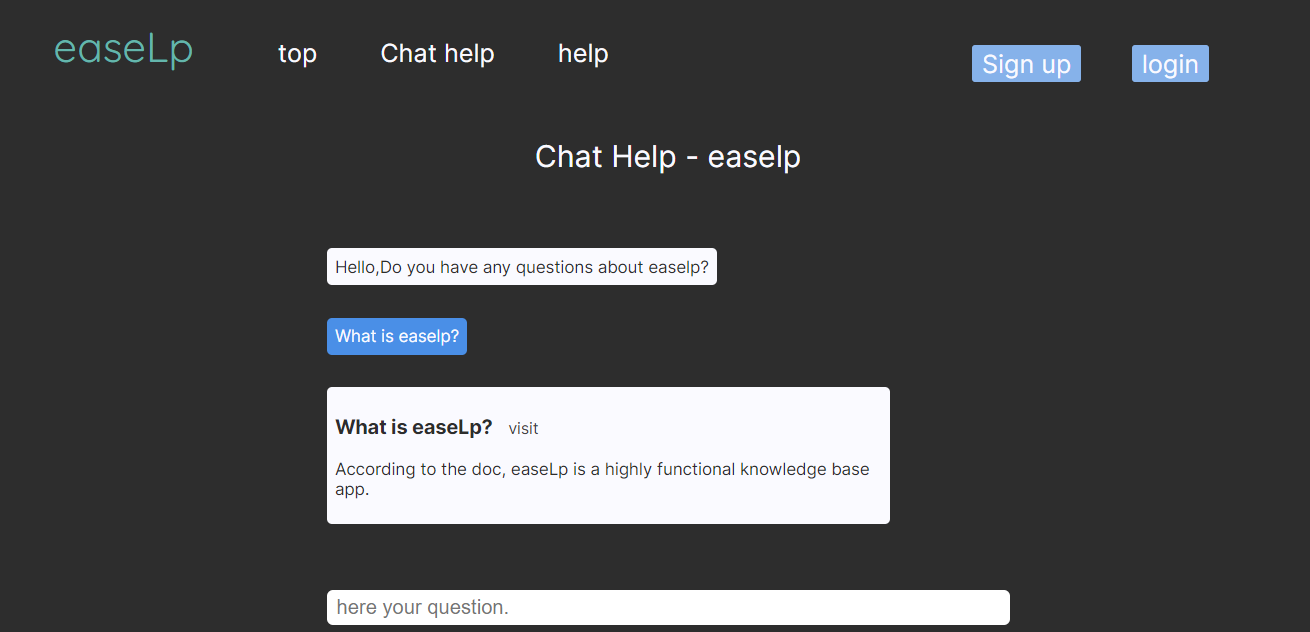 easeLp top Chat help help Sign up login
Chat Help - easelp
Hello,Do you have any questions about easelp?
What is easelp?
What is easeLp? visit
According to the doc, easeLp is a highly functional knowledge base
app.
here your question.